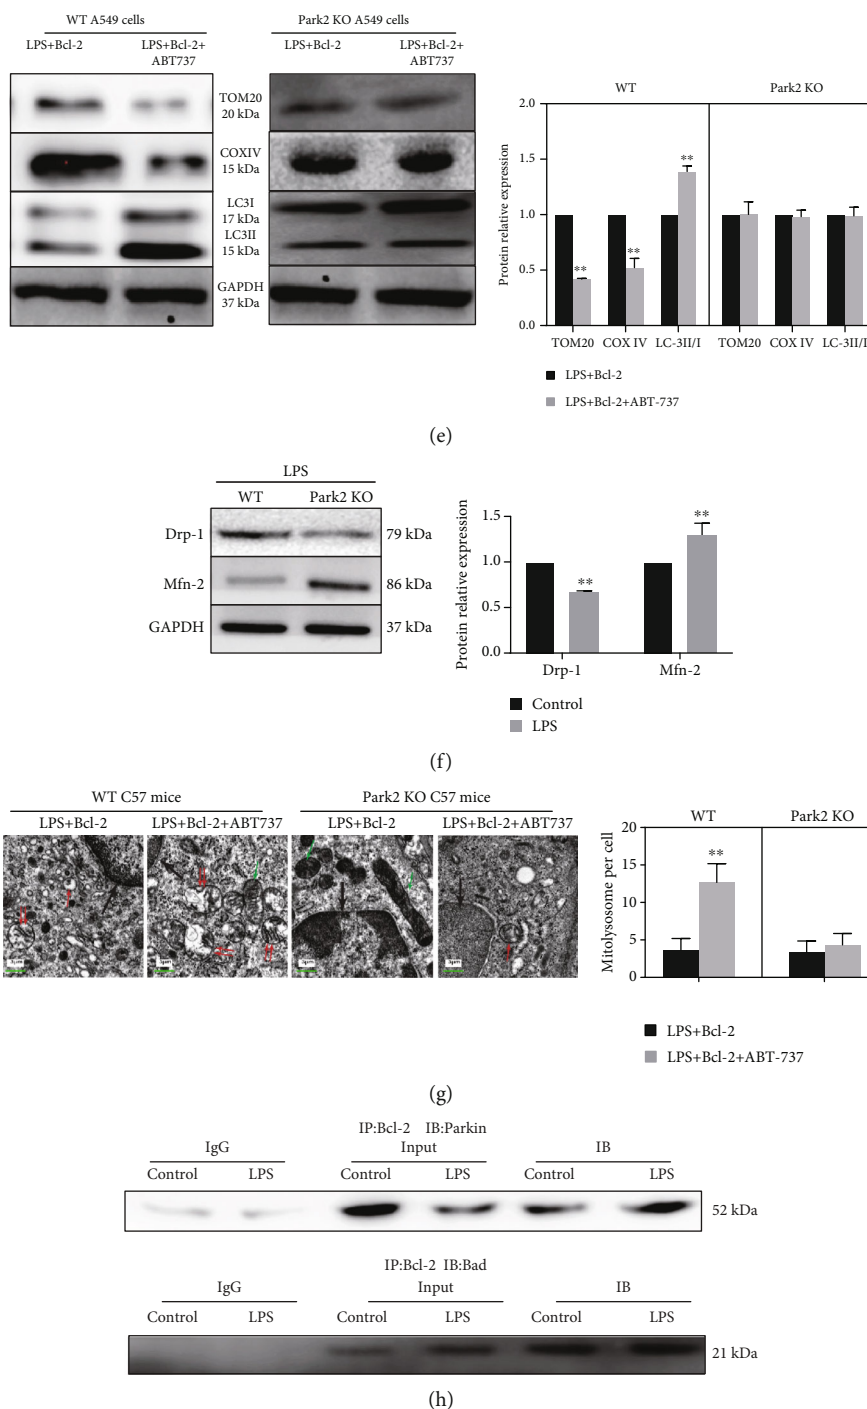 WT A549 cells
Park2 KO A549 cells
LPS+Bcl-2
LPS+Bcl-2+
ABT737
LPS+Bcl-2
LPS+Bcl-2+
ABT737
TOM20
20 kDa
COXIV
15 kDa
LC3I
17 kDa
LC3II
15 kDa
GAPDH
37 kDa
WT
Park2 KO
Protein relative expression
2.0
1.5
1.0
0.5
0.0
**
**
**
TOM20
COX IV
LC-3II/I
TOM20
COX IV
LC-3II/I
LPS+Bcl-2
LPS+Bcl-2+ABT-737
(e)
LPS
WT
Park2 KO
Drp-1
79 kDa
Mfn-2
86 kDa
GAPDH
37 kDa
Protein relative expression
1.5
1.0
0.5
0.0
**
**
Drp-1
Mfn-2
Control
LPS
(f)
WT C57 mice
Park2 KO C57 mice
LPS+Bcl-2
LPS+Bcl-2+ABT737
LPS+Bcl-2
LPS+Bcl-2+ABT737
WT
Park2 KO
Mitolysosome per cell
20
15
10
5
0
**
LPS+Bcl-2
LPS+Bcl-2+ABT-737
(g)
IP:Bcl-2 IB:Parkin
IgG
Input
IB
Control
LPS
Control
LPS
Control
LPS
52 kDa
IP:Bcl-2 IB:Bad
IgG
Input
IB
Control
LPS
Control
LPS
Control
LPS
21 kDa
(h)